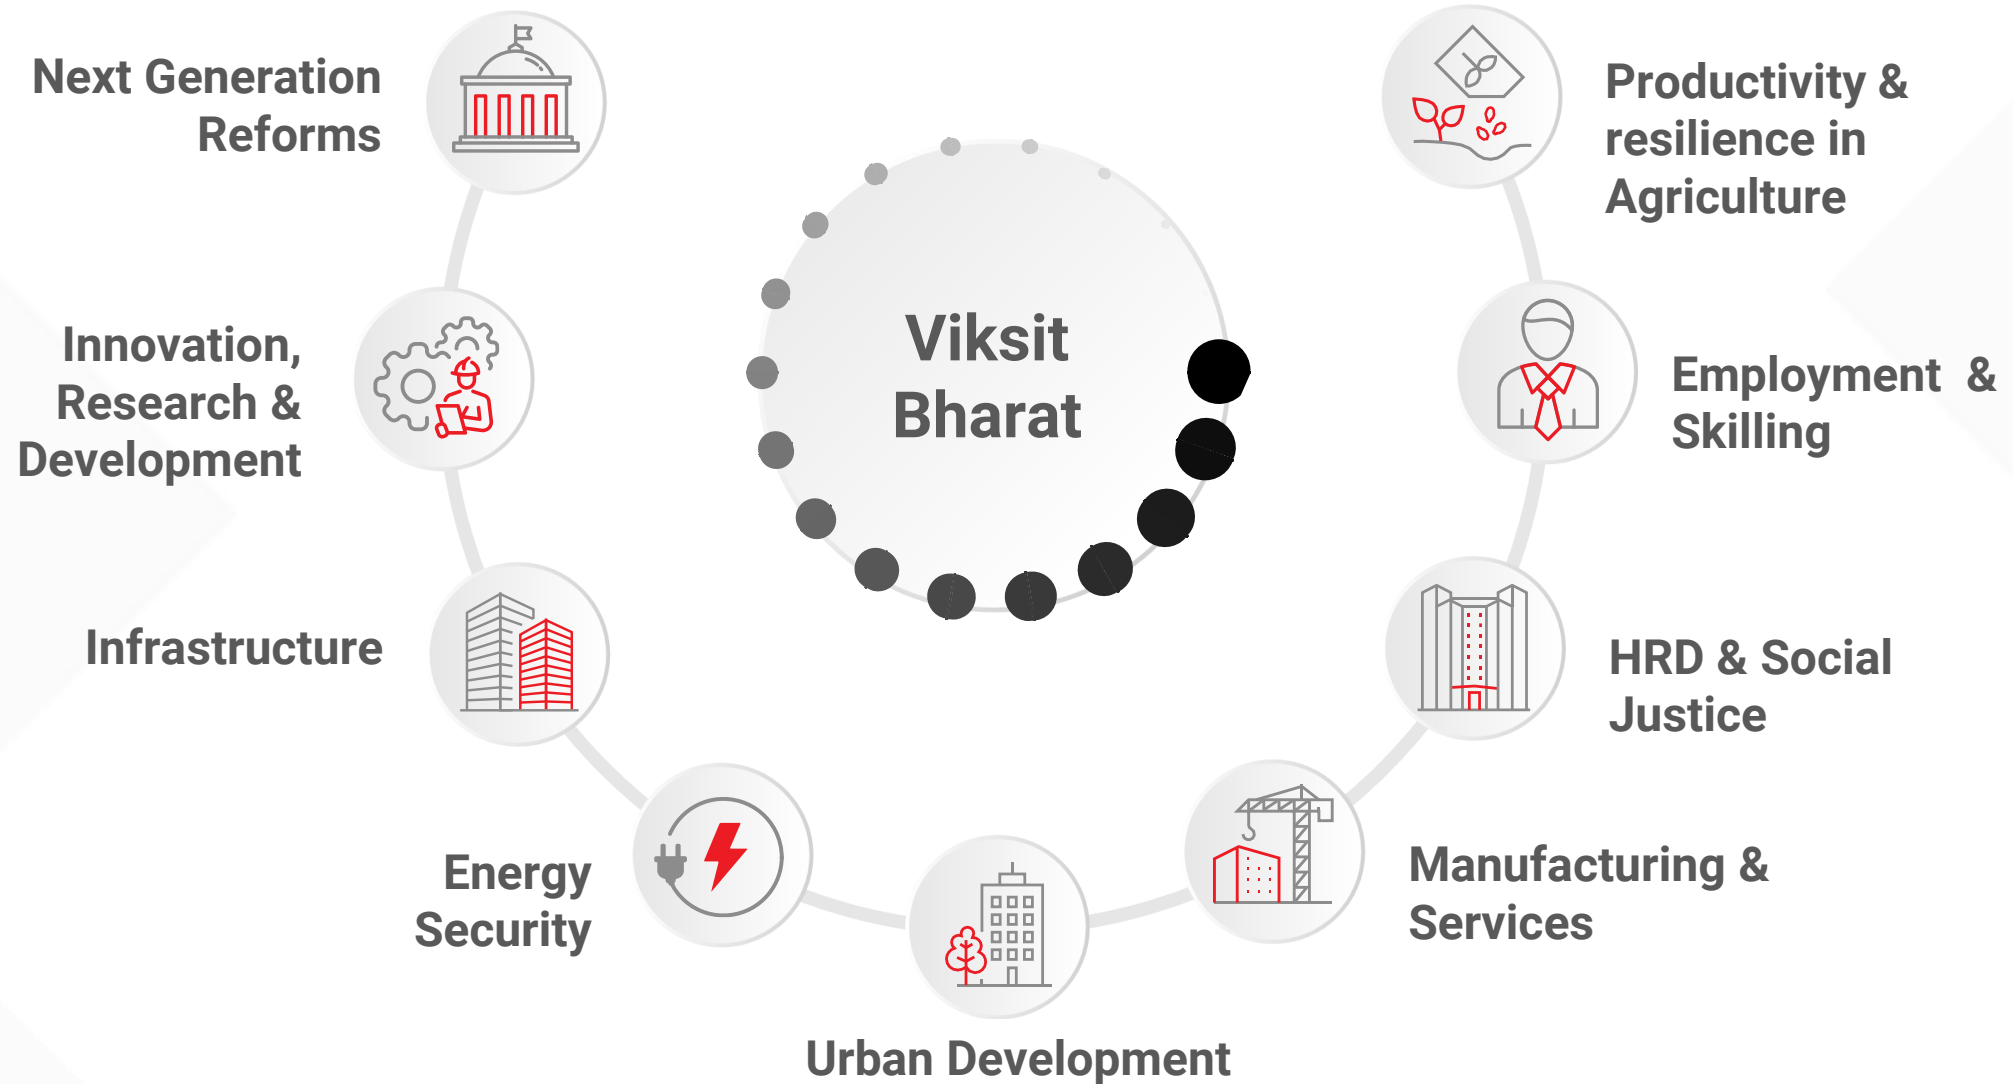 Next Generation
Reforms
Productivity &
resilience in
Agriculture
Innovation,
Research &
Development
Viksit
Bharat
Employment  &
Skilling
Infrastructure
HRD & Social
Justice
Energy
Security
Manufacturing &
Services
Urban Development